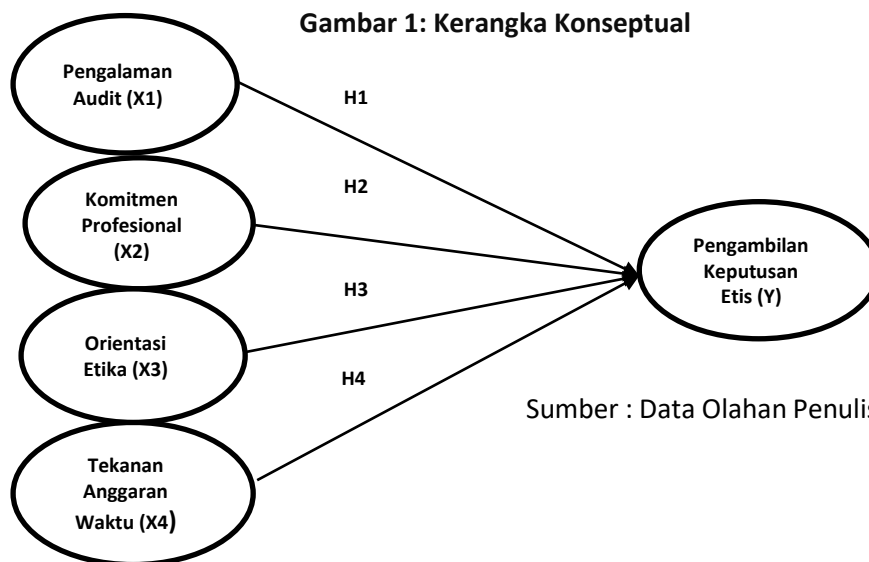 Gambar 1: Kerangka Konseptual
Pengalaman
Audit (X1)
H1
Komitmen
Profesional
(X2)
H2
Pengambilan
Keputusan
Etis (Y)
H3
Orientasi
Etika (X3)
H4
Sumber : Data Olahan Penulis
Tekanan
Anggaran
Waktu (X4)